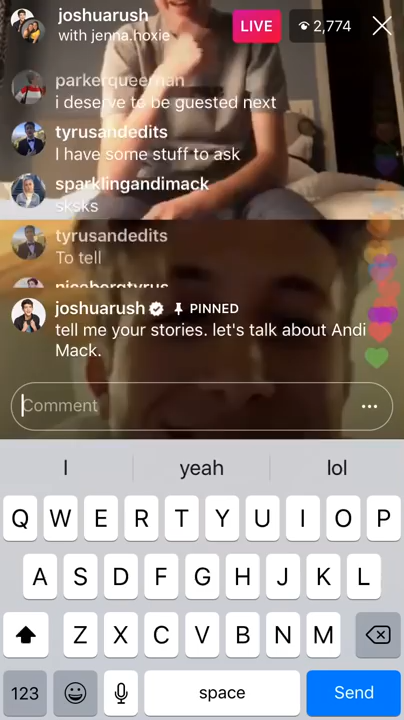 joshuarush
with jenna.hoxie
LIVE
2,774
parkerqueerman
i deserve to be guested next
tyrusandedits
I have some stuff to ask
sparklingandimack
sksks
tyrusandedits
To tell
joshuarush PINNED
tell me your stories. let's talk about Andi
Mack.
Comment
I yeah lol
Q W E R T Y U I O P
A S D F G H J K L
Z X C V B N M
123 space Send